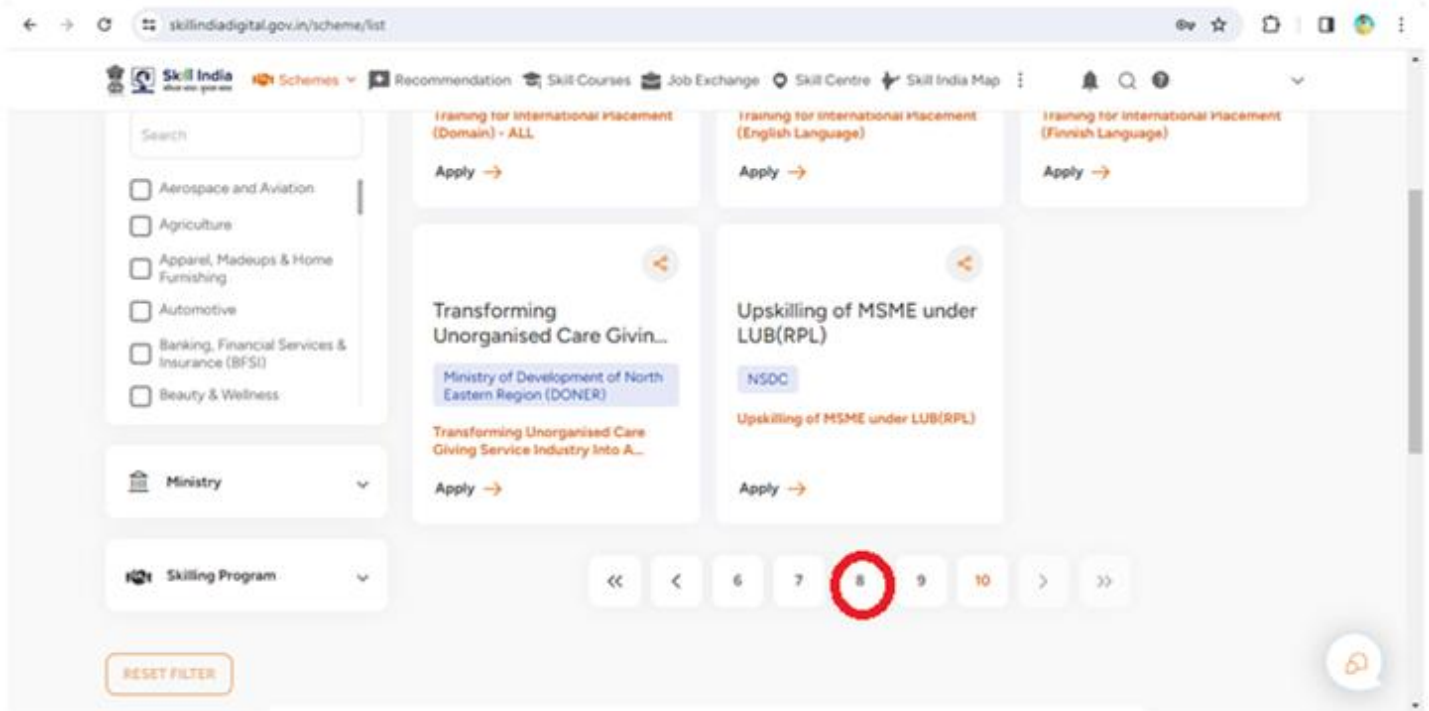 skillindiadigital.gov.in/scheme/list
Skill India
Schemes
Recommendation
Skill Courses
Job Exchange
Skill Centre
Skill India Map
Search
Aerospace and Aviation
Agriculture
Apparel, Madeups & Home
Furnishing
Automotive
Banking, Financial Services &
Insurance (BFSI)
Beauty & Wellness
Ministry
Skilling Program
RESET FILTER
Training for International Placement
(Domain) - ALL
Apply
Training for International Placement
(English Language)
Apply
Training for International Placement
(Finnish Language)
Apply
Transforming
Unorganised Care Givin...
Ministry of Development of North
Eastern Region (DONER)
Transforming Unorganised Care
Giving Service Industry Into A...
Apply
Upskilling of MSME under
LUB(RPL)
NSDC
Upskilling of MSME under LUB(RPL)
Apply
<< < 6 7 8 9 10 > >>